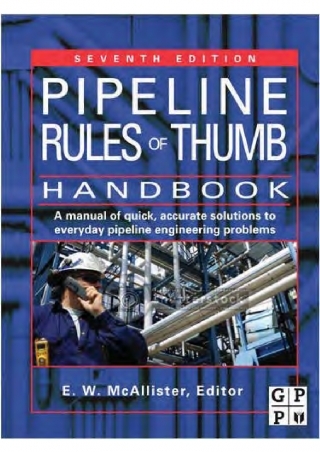 SEVENTH EDITION
PIPELINE
RULES OF THUMB
HANDBOOK
A manual of quick, accurate solutions to
everyday pipeline engineering problems
shutterstock
E. W. McAllister, Editor
G P
P